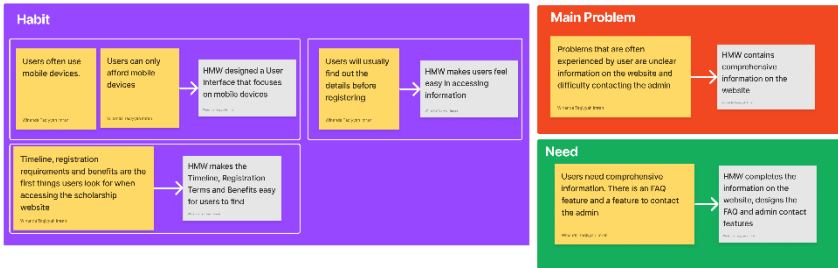 Habit
Users often use
mobile devices.
Users can only
afford mobile
devices
HMW designed a User
Interface that focuses
on mobile devices
Users will usually
find out the
details before
registering
HMW makes users feel
easy in accessing
information
Timeline, registration
requirements and benefits are the
first things users look for when
accessing the scholarship
website
HMW makes the
Timeline, Registration
Terms and Benefits easy
for users to find
Main Problem
Problems that are often
experienced by user are unclear
information on the website and
difficulty contacting the admin
HMW contains
comprehensive
information on the
website
Need
Users need comprehensive
information. There is an FAQ
feature and a feature to contact
the admin
HMW completes the
information on the
website, designs the
FAQ and admin contact
features